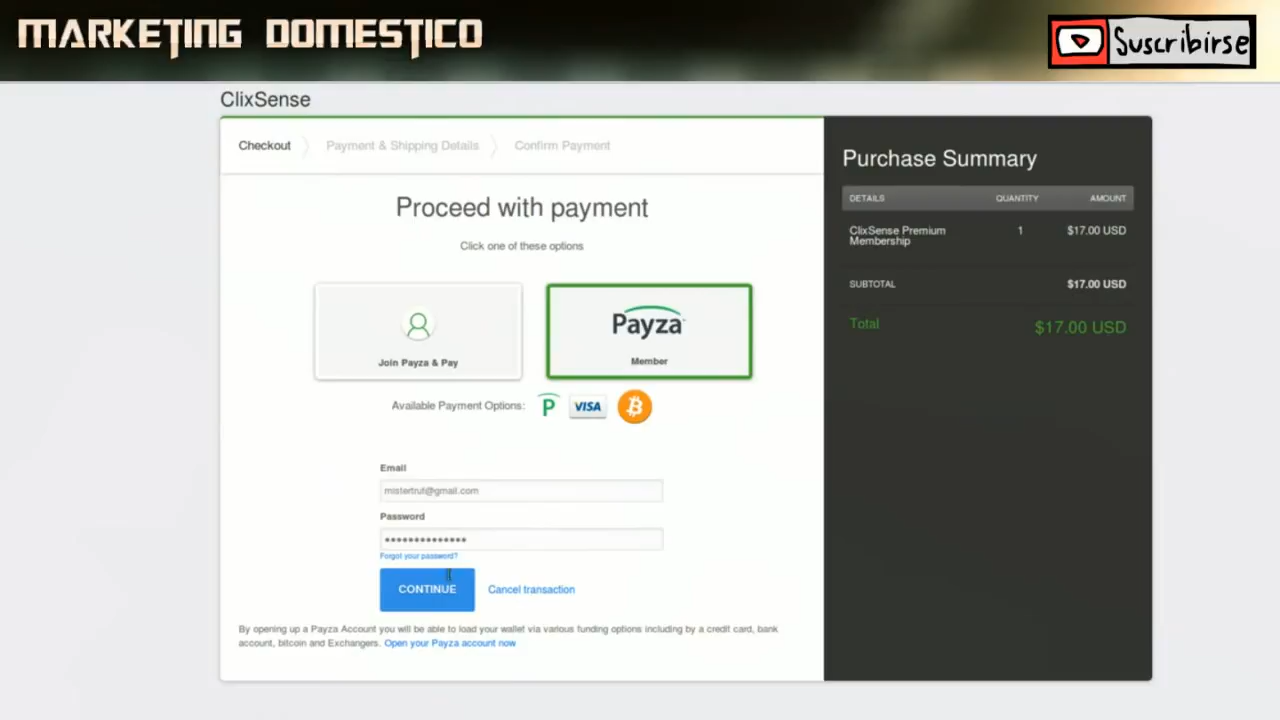 MARKETING DOMESTICO
Suscribirse
ClixSense
Checkout
Payment & Shipping Details
Confirm Payment
Proceed with payment
Click one of these options
Join Payza & Pay
Payza
Member
Available Payment Options: P VISA
Email
mistertrut@gmail.com
Password
Forgot your password?
CONTINUE
Cancel transaction
By opening up a Payza Account you will be able to load your wallet via various funding options including by a credit card, bank
account, bitcoin and Exchangers. Open your Payza account now
Purchase Summary
DETAILS QUANTITY AMOUNT
ClixSense Premium 1 $17.00 USD
Membership
SUBTOTAL $17.00 USD
Total $17.00 USD